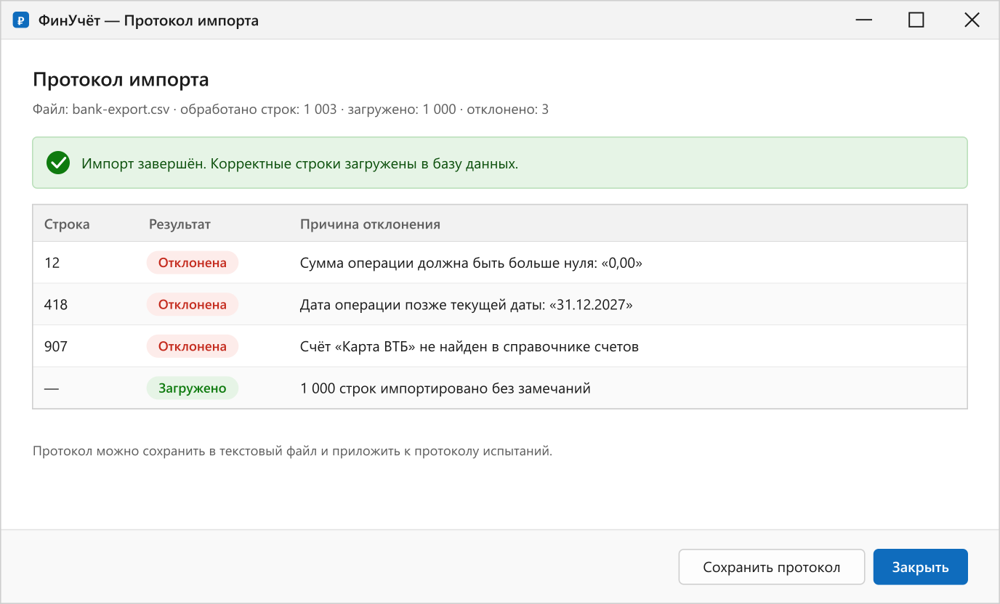 ₽ ФинУчёт — Протокол импорта
Протокол импорта
Файл: bank-export.csv · обработано строк: 1 003 · загружено: 1 000 · отклонено: 3
Импорт завершён. Корректные строки загружены в базу данных.
Строка Результат Причина отклонения
12 Отклонена Сумма операции должна быть больше нуля: «0,00»
418 Отклонена Дата операции позже текущей даты: «31.12.2027»
907 Отклонена Счёт «Карта ВТБ» не найден в справочнике счетов
— Загружено 1 000 строк импортировано без замечаний
Протокол можно сохранить в текстовый файл и приложить к протоколу испытаний.
Сохранить протокол Закрыть